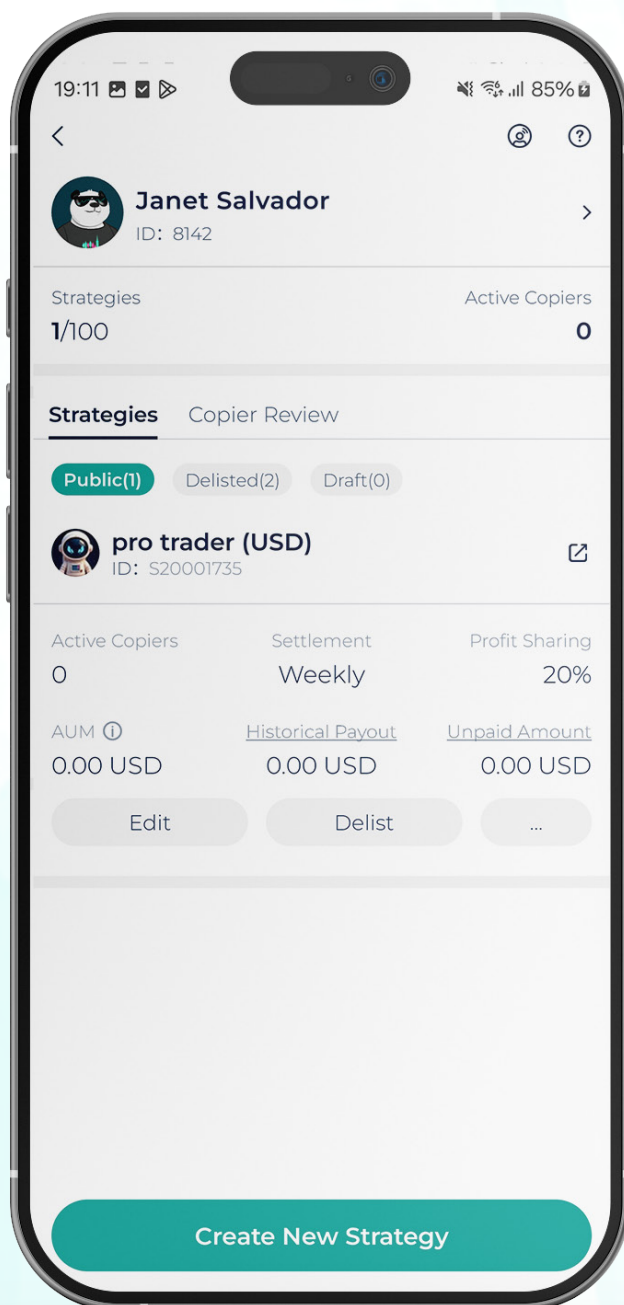 19:11 85%
Janet Salvador
ID: 8142
Strategies Active Copiers
1/100 0
Strategies Copier Review
Public(1) Delisted(2) Draft(0)
pro trader (USD)
ID: S20001735
Active Copiers Settlement Profit Sharing
0 Weekly 20%
AUM Historical Payout Unpaid Amount
0.00 USD 0.00 USD 0.00 USD
Edit Delist ...
Create New Strategy